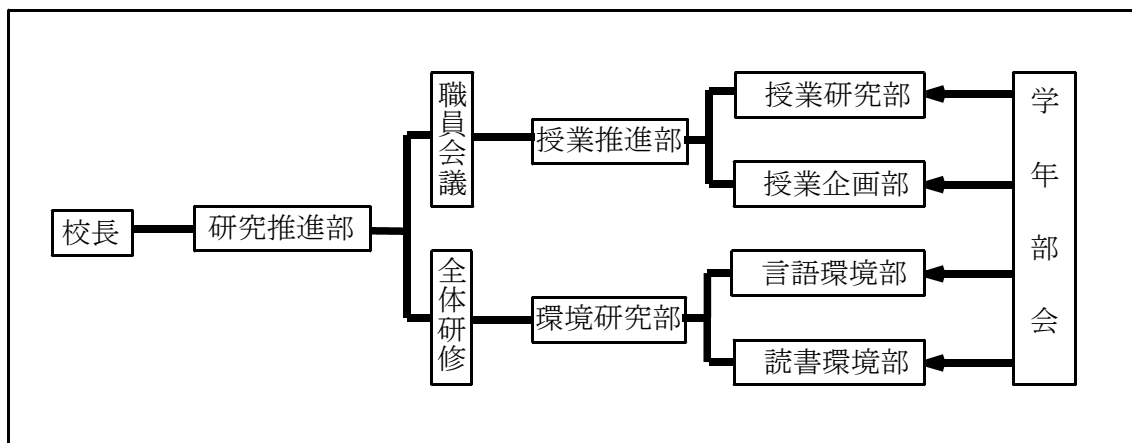 校長
研究推進部
職員会議
全体研修
授業推進部
環境研究部
授業研究部
授業企画部
言語環境部
読書環境部
学年部会